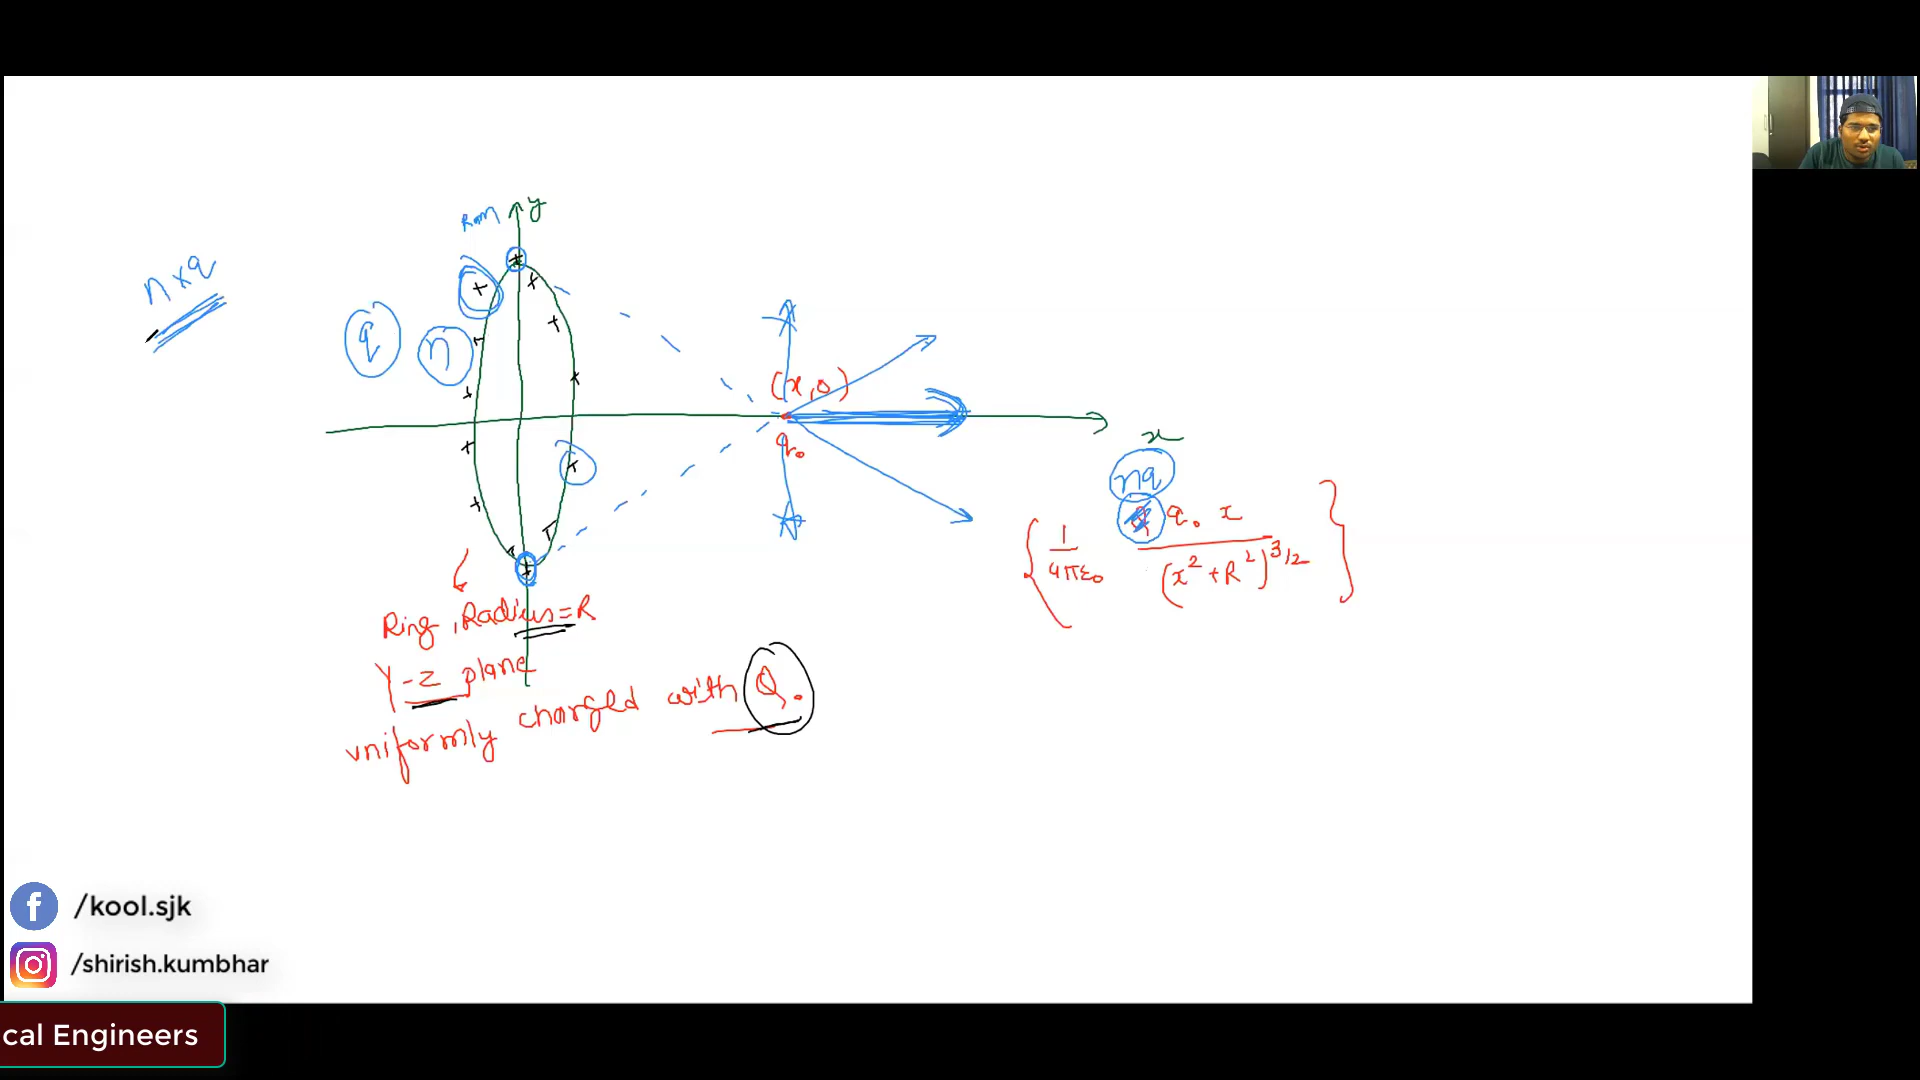 y
n x q
q
n
(x, 0)
q₀
x
nq
{ 1/4πε₀ q₀ x / (x² + R²)^3/2 }
Ring, Radius = R
Y-Z plane
uniformly charged with Q.
/kool.sjk
/shirish.kumbhar
cal Engineers